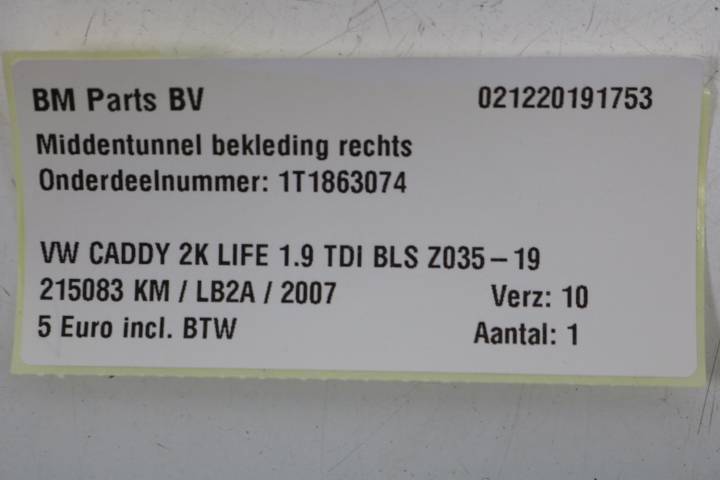 BM Parts BV 021220191753
Middentunnel bekleding rechts
Onderdeelnummer: 1T1863074
VW CADDY 2K LIFE 1.9 TDI BLS Z035-19
215083 KM / LB2A / 2007 Verz: 10
5 Euro incl. BTW Aantal: 1